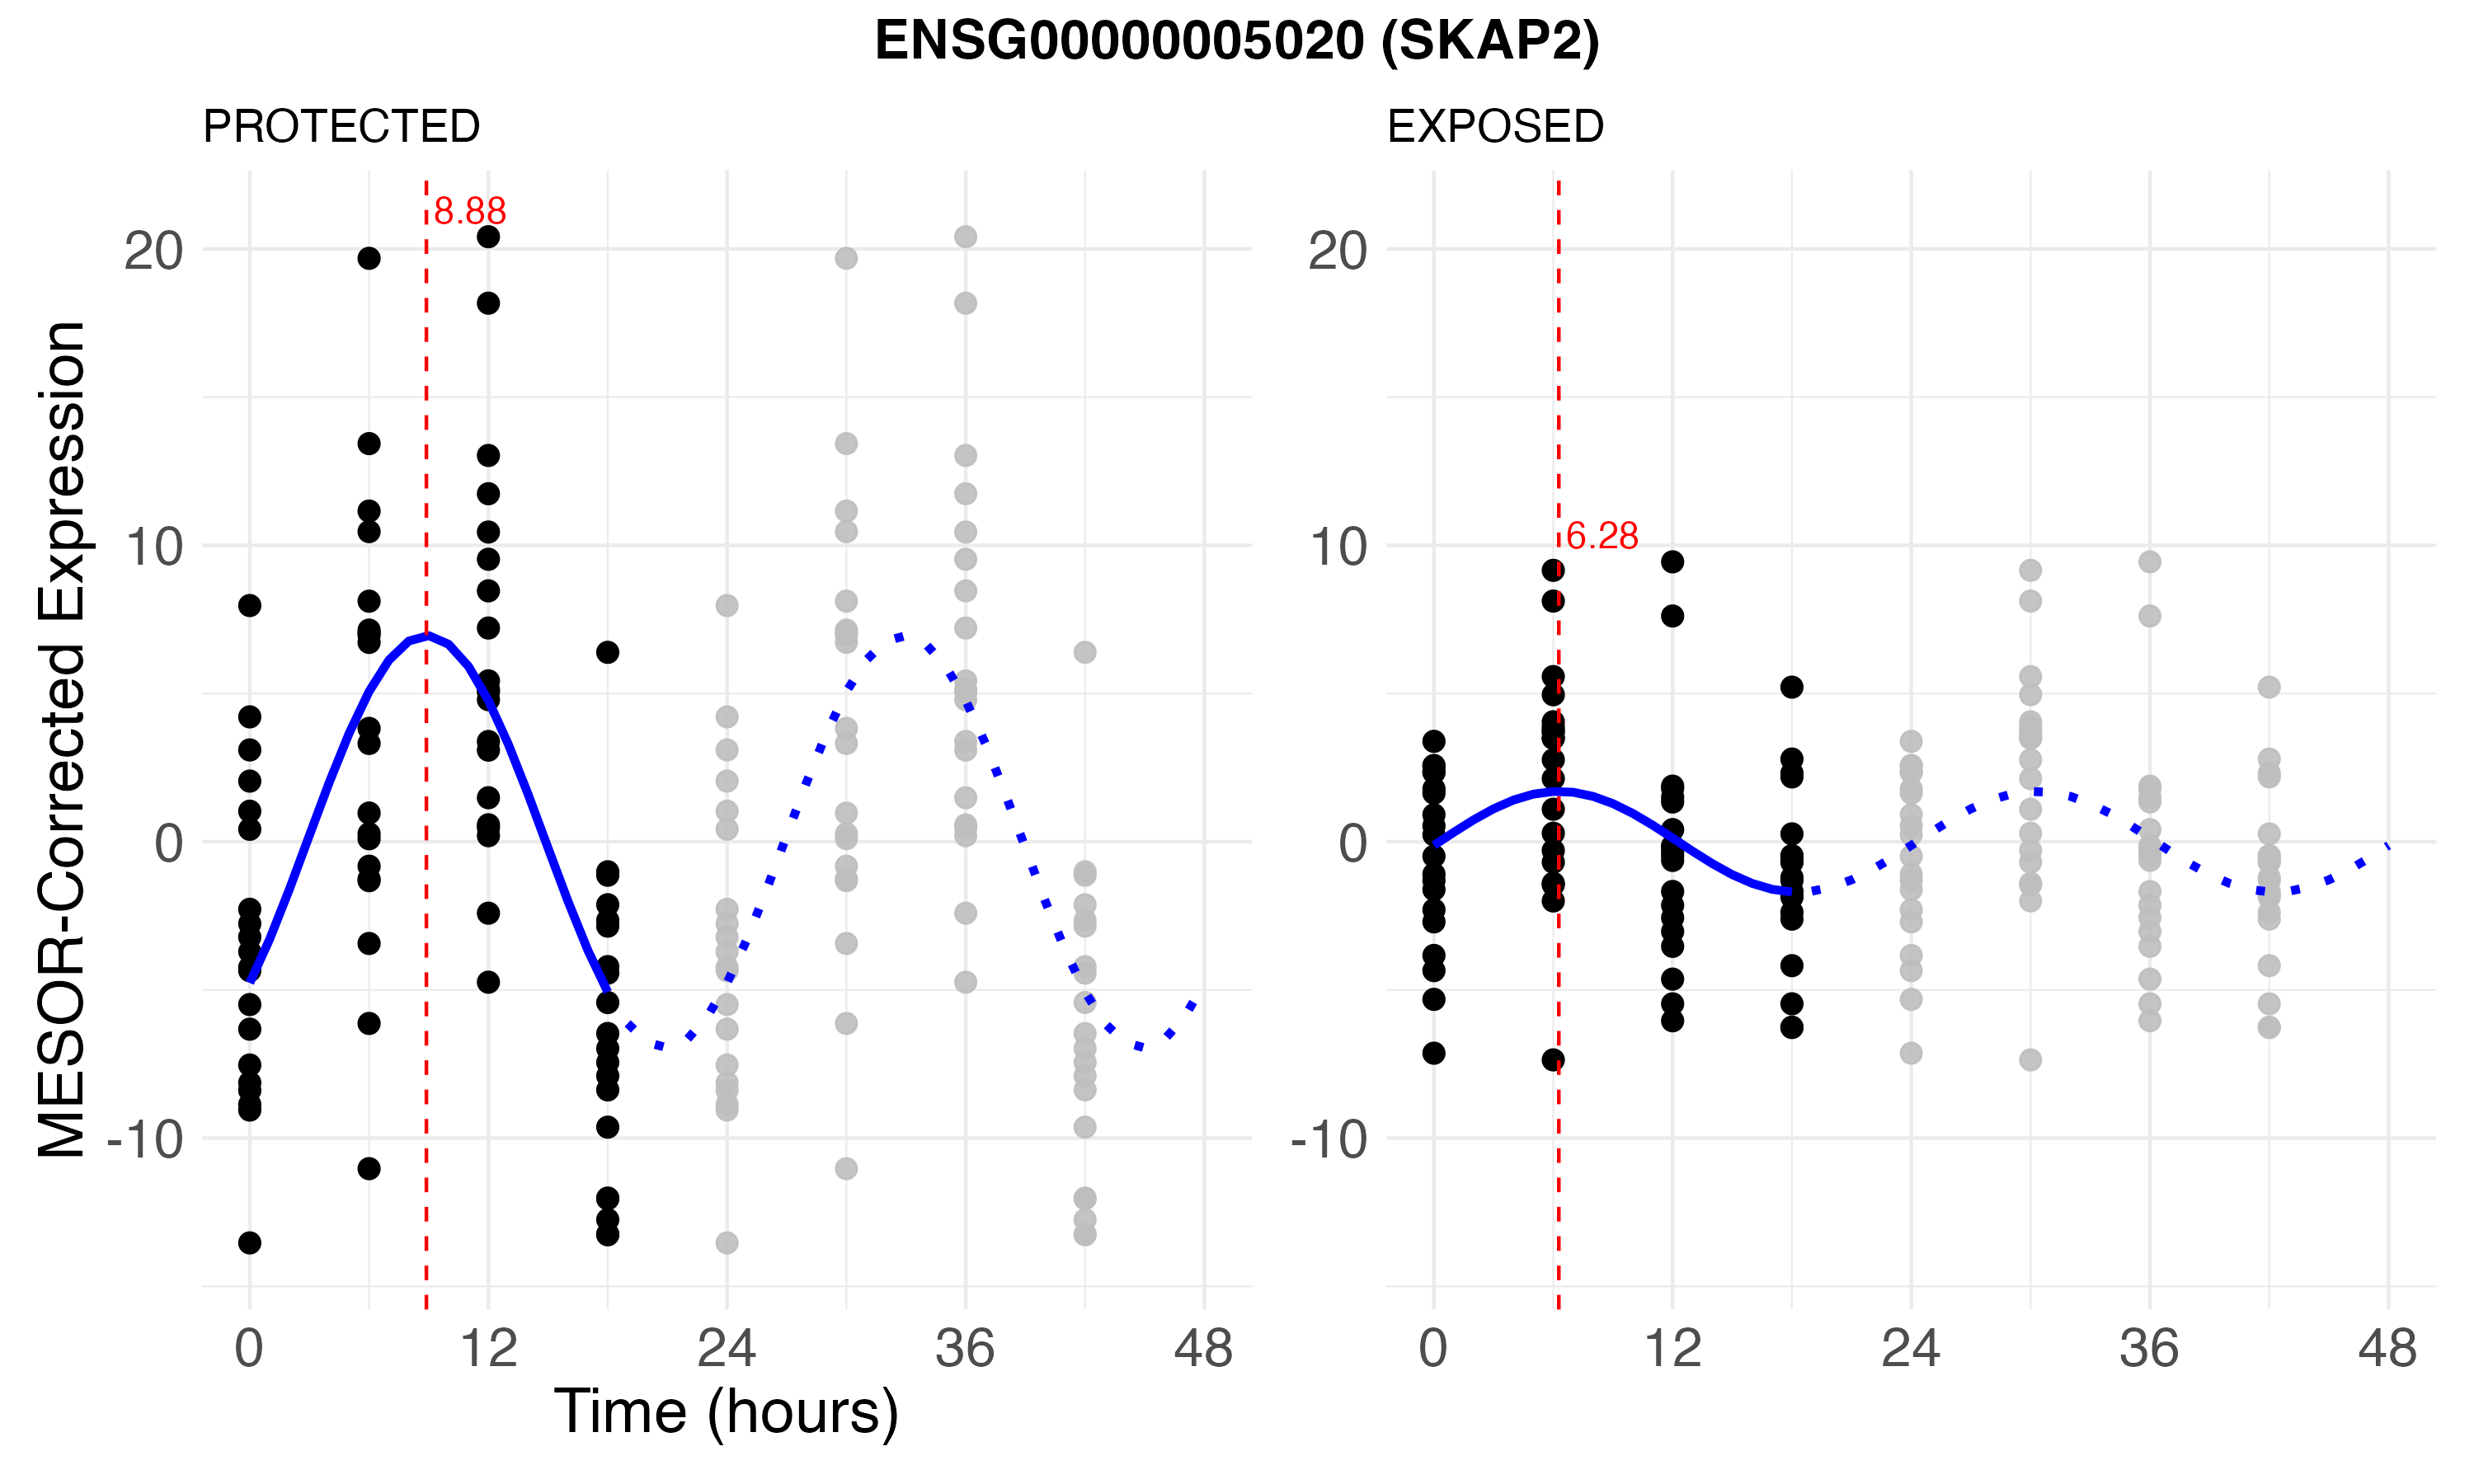 ENSG00000005020 (SKAP2)
PROTECTED
EXPOSED
MESOR-Corrected Expression
20
10
0
-10
8.88
0 12 24 36 48
Time (hours)
20
10
0
-10
6.28
0 12 24 36 48